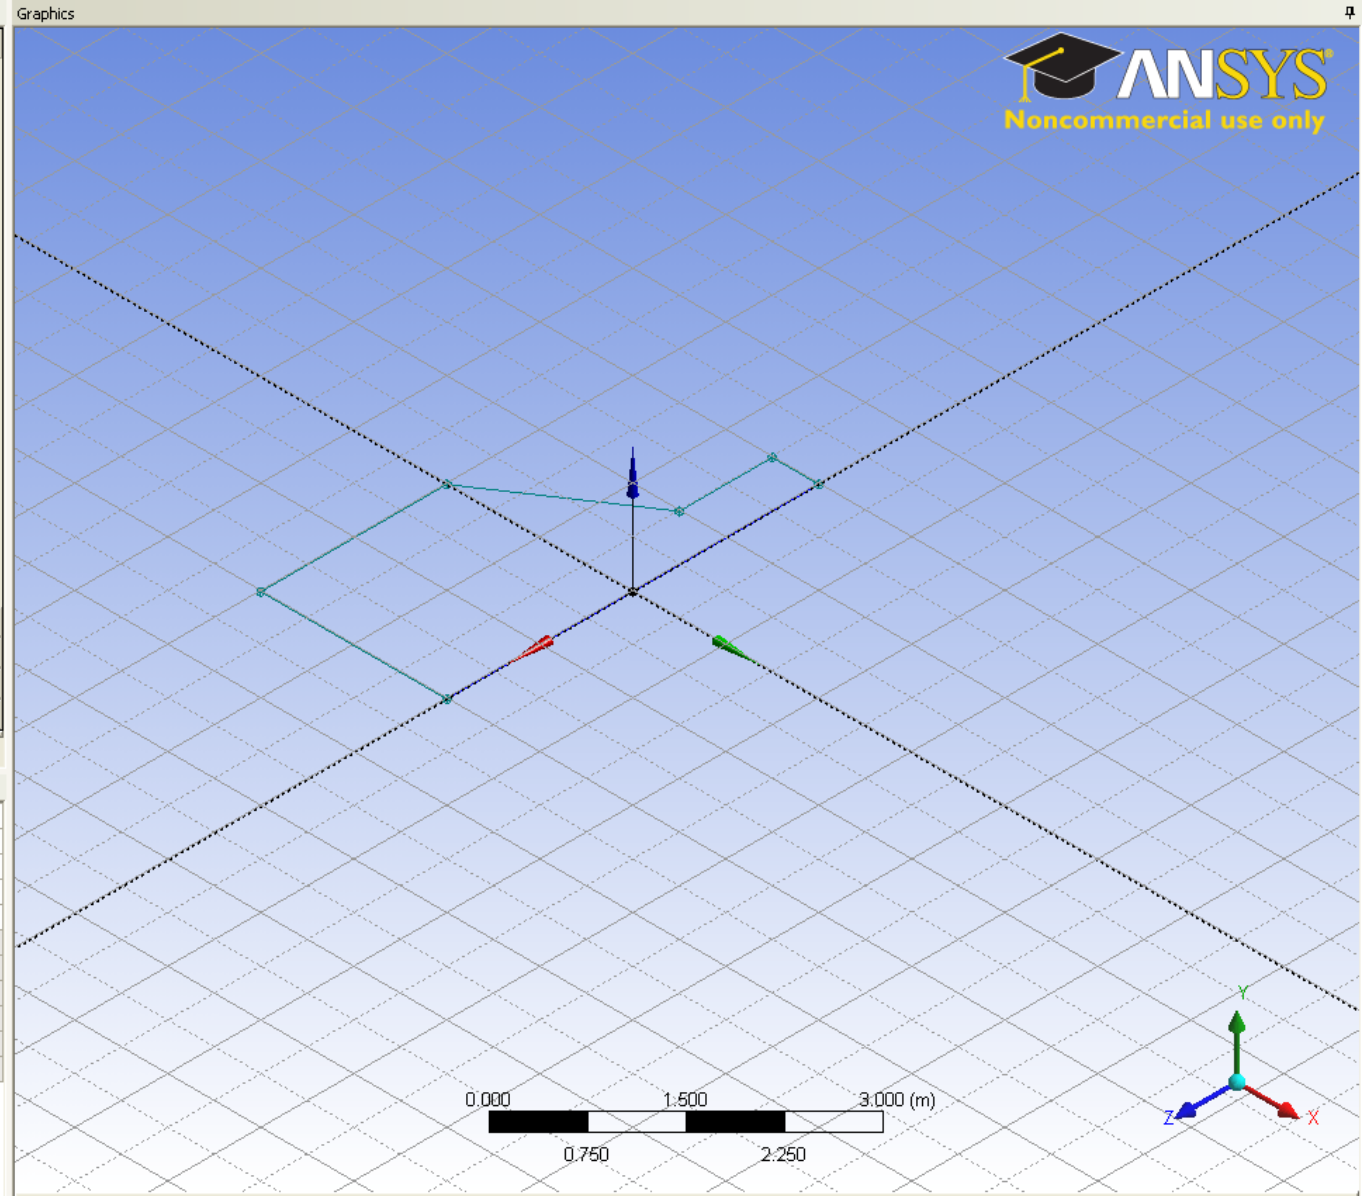 Graphics
ANSYS®
Noncommercial use only
Y
Z
X
0.000 1.500 3.000 (m)
0.750 2.250